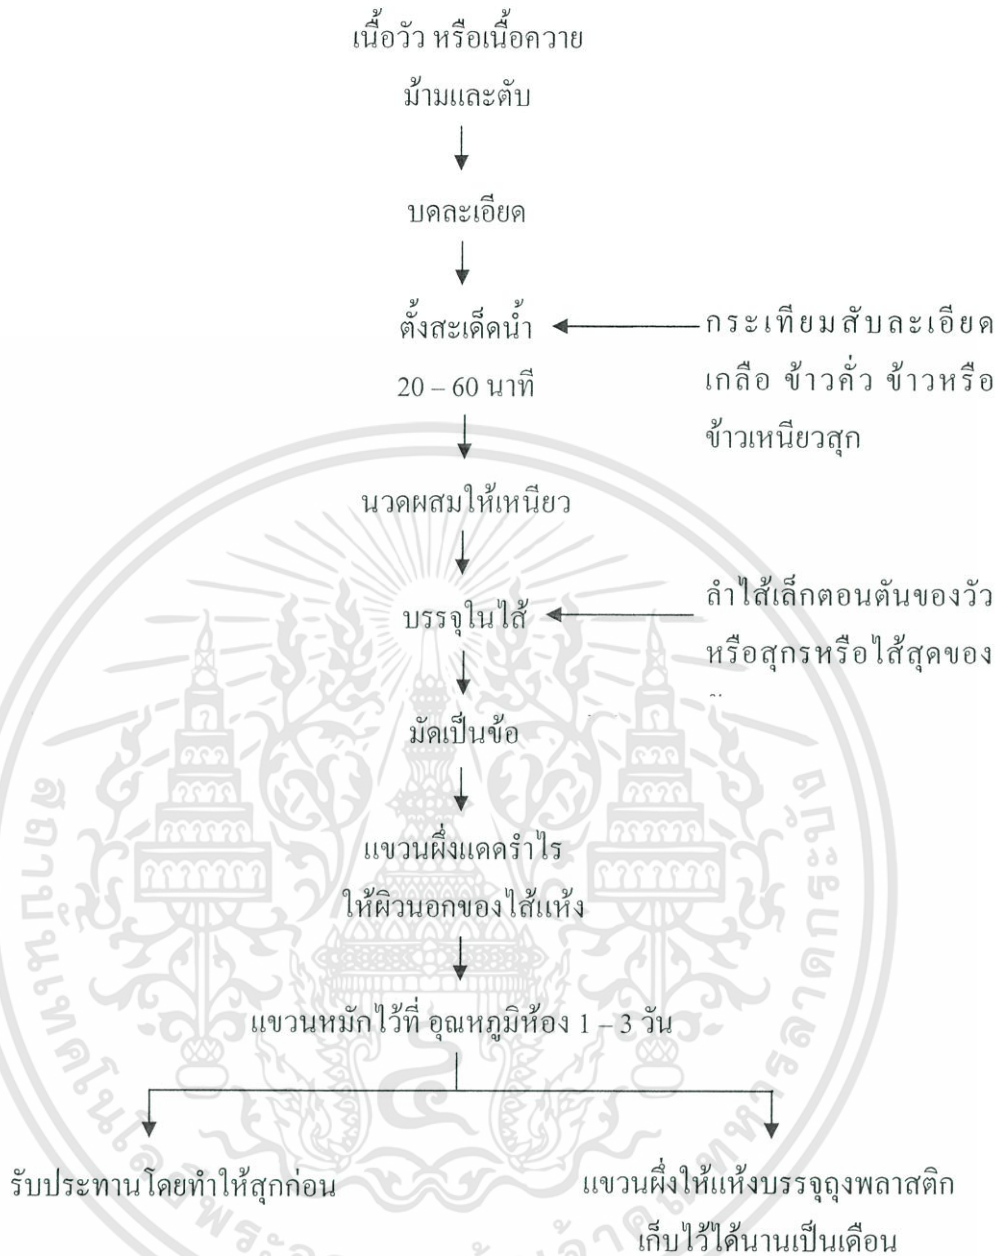 เนื้อวัว หรือเนื้อควาย
ม้ามและตับ
บดละเอียด
ตั้งสะเด็ดน้ำ
20 – 60 นาที
กระเทียมสับละเอียด
เกลือ ข้าวคั่ว ข้าวหรือ
ข้าวเหนียวสุก
นวดผสมให้เหนียว
บรรจุในไส้
ลำไส้เล็กตอนต้นของวัว
หรือสุกรหรือไส้สุดของ
มัดเป็นข้อ
แขวนผึ่งแดดรำไร
ให้ผิวนอกของไส้แห้ง
แขวนหมักไว้ที่ อุณหภูมิห้อง 1 – 3 วัน
รับประทานโดยทำให้สุกก่อน
แขวนผึ่งให้แห้งบรรจุถุงพลาสติก
เก็บไว้ได้นานเป็นเดือน